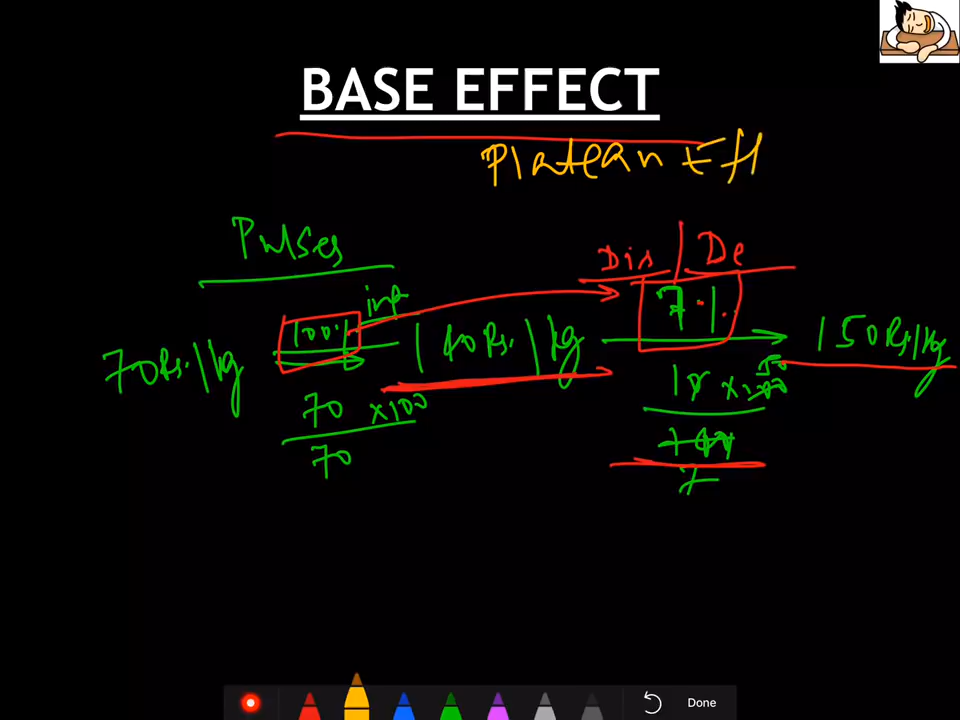 BASE EFFECT
Plateau Eff
Pulses
Dis | De
100% inf
7%
70Rs./kg
140Rs./kg
150Rs./kg
70 x100
70
10
140
7
Done